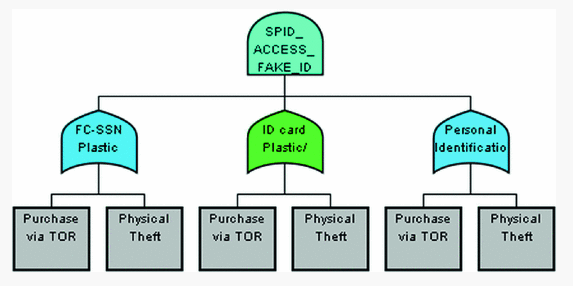 SPID_
ACCESS_
FAKE_ID
FC-SSN
Plastic
ID card
Plastic/
Personal
Identificatio
Purchase
via TOR
Physical
Theft
Purchase
via TOR
Physical
Theft
Purchase
via TOR
Physical
Theft